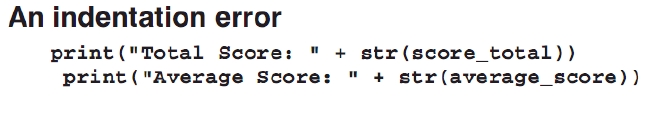 An indentation error
print("Total Score: " + str(score_total))
print("Average Score: " + str(average_score))